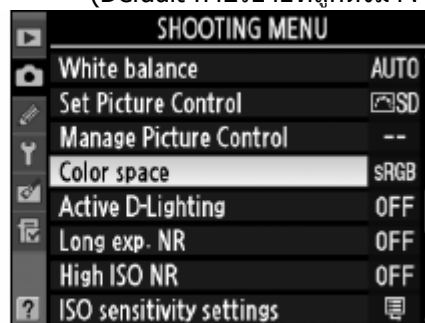 SHOOTING MENU
White balance AUTO
Set Picture Control SD
Manage Picture Control --
Color space sRGB
Active D-Lighting OFF
Long exp. NR OFF
High ISO NR OFF
? ISO sensitivity settings